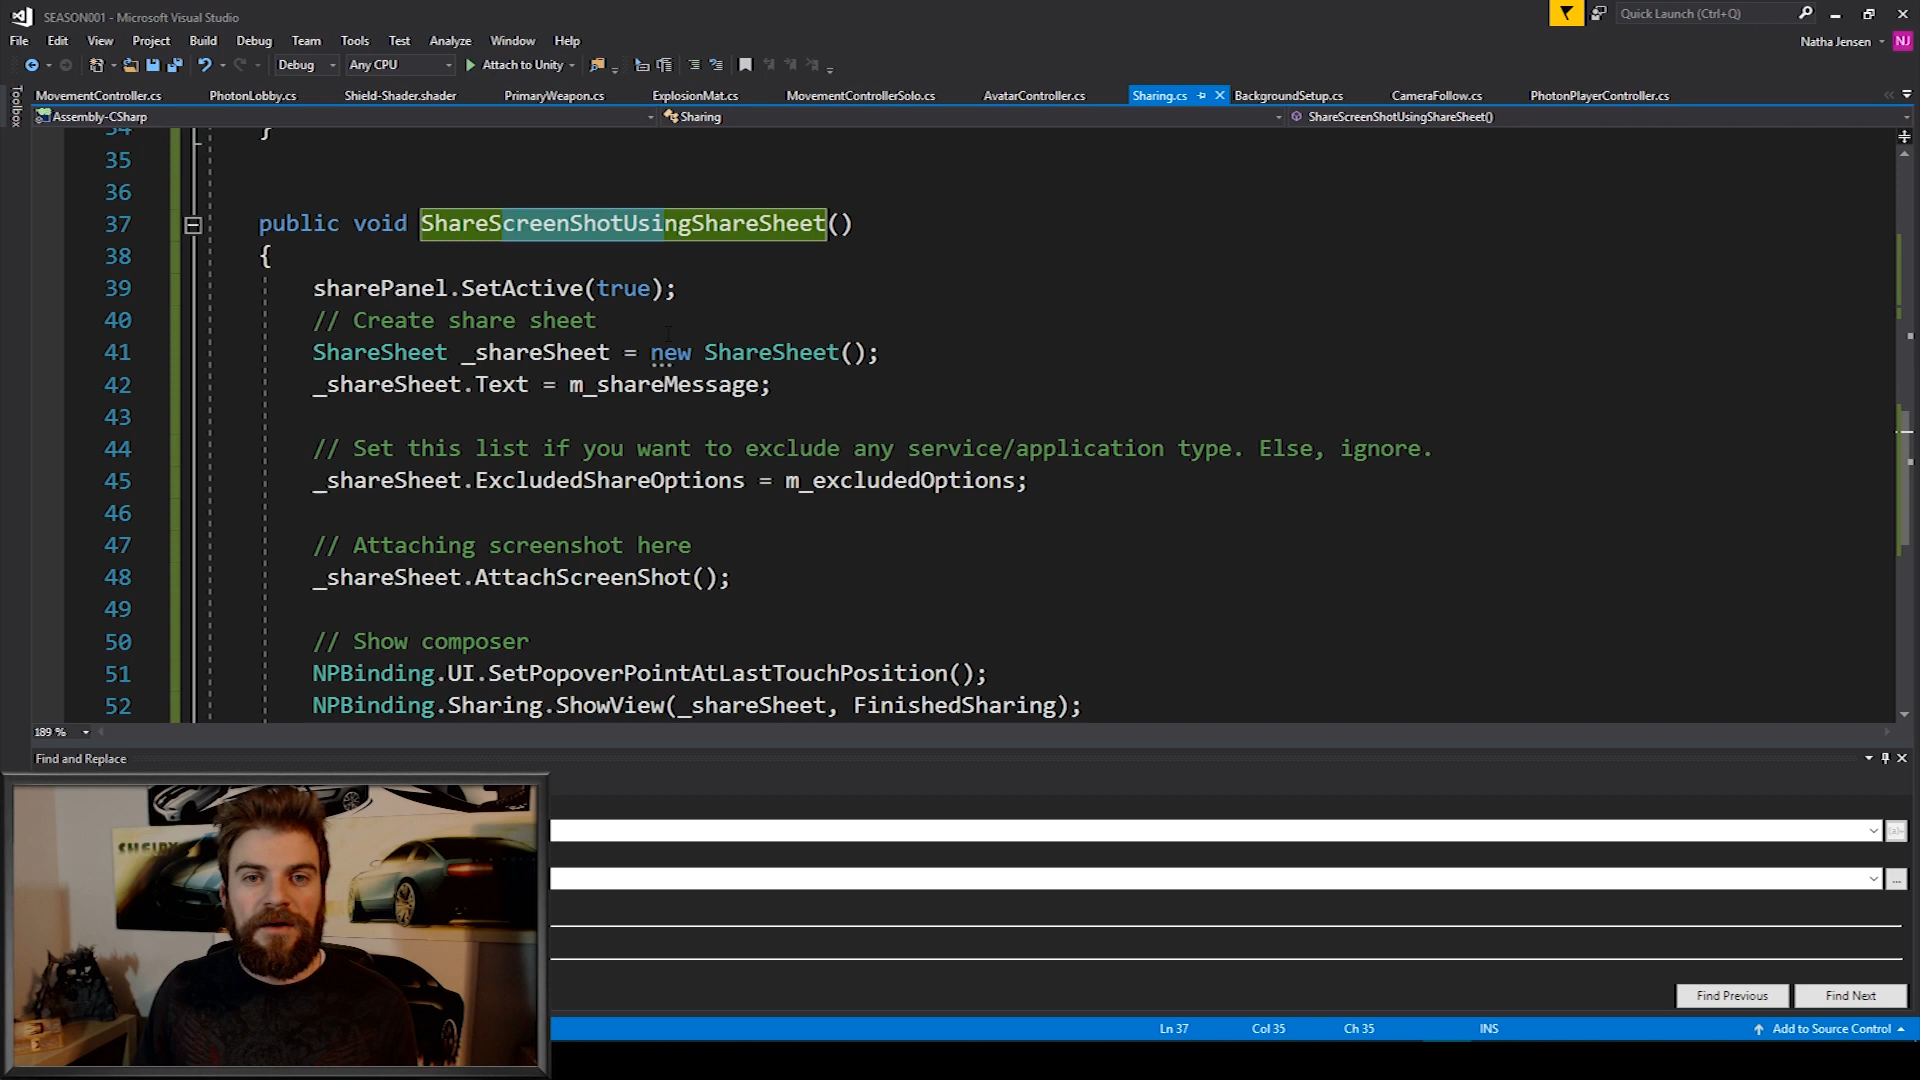 SEASON001 - Microsoft Visual Studio
Quick Launch (Ctrl+Q)
File Edit View Project Build Debug Team Tools Test Analyze Window Help
Natha Jensen NJ
Debug Any CPU Attach to Unity
Toolbox
MovementController.cs PhotonLobby.cs Shield-Shader.shader PrimaryWeapon.cs ExplosionMat.cs MovementControllerSolo.cs AvatarController.cs Sharing.cs BackgroundSetup.cs CameraFollow.cs PhotonPlayerController.cs
Assembly-CSharp Sharing ShareScreenShotUsingShareSheet()
34 }
35
36
37 public void ShareScreenShotUsingShareSheet()
38 {
39 sharePanel.SetActive(true);
40 // Create share sheet
41 ShareSheet _shareSheet = new ShareSheet();
42 _shareSheet.Text = m_shareMessage;
43
44 // Set this list if you want to exclude any service/application type. Else, ignore.
45 _shareSheet.ExcludedShareOptions = m_excludedOptions;
46
47 // Attaching screenshot here
48 _shareSheet.AttachScreenShot();
49
50 // Show composer
51 NPBinding.UI.SetPopoverPointAtLastTouchPosition();
52 NPBinding.Sharing.ShowView(_shareSheet, FinishedSharing);
189 %
Find and Replace
SHELBY
...
Find Previous Find Next
Ln 37 Col 35 Ch 35 INS Add to Source Control